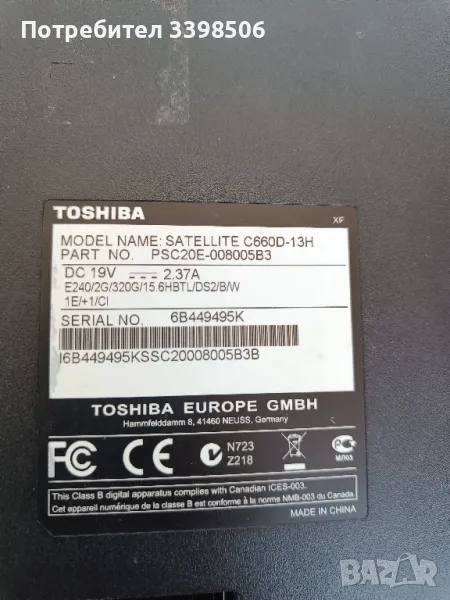 Потребител 3398506
TOSHIBA
XF
MODEL NAME: SATELLITE C660D-13H
PART NO. PSC20E-008005B3
DC 19V 2.37A
E240/2G/320G/15.6HBTL/DS2/B/W
1E/+1/CI
SERIAL NO. 6B449495K
I6B449495KSSC20008005B3B
TOSHIBA EUROPE GMBH
Hammfelddamm 8, 41460 NEUSS, Germany
FC CE N723
Z218
МЛ03
This Class B digital apparatus complies with Canadian ICES-003.
Cet appareil numérique de la classe B est conforme à la norme NMB-003 du Canada.
MADE IN CHINA
BAZAR